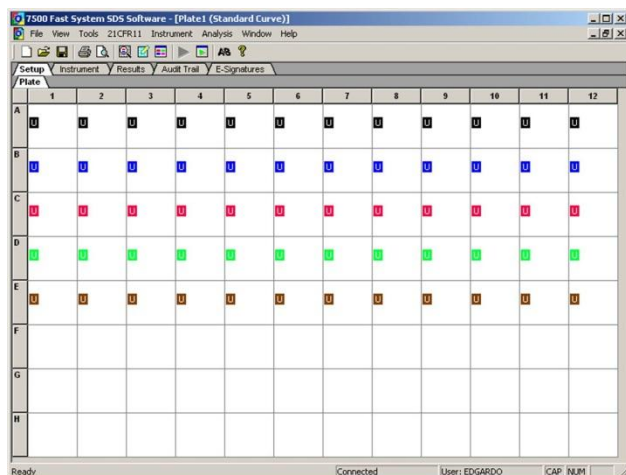 7500 Fast System SDS Software - [Plate1 (Standard Curve)]
File View Tools 21CFR11 Instrument Analysis Window Help
AB ?
Setup Instrument Results Audit Trail E-Signatures
Plate
1 2 3 4 5 6 7 8 9 10 11 12
A U U U U U U U U U U U U
B U U U U U U U U U U U U
C U U U U U U U U U U U U
D U U U U U U U U U U U U
E U U U U U U U U U U U U
F
G
H
Ready Connected User: EDGARDO CAP NUM